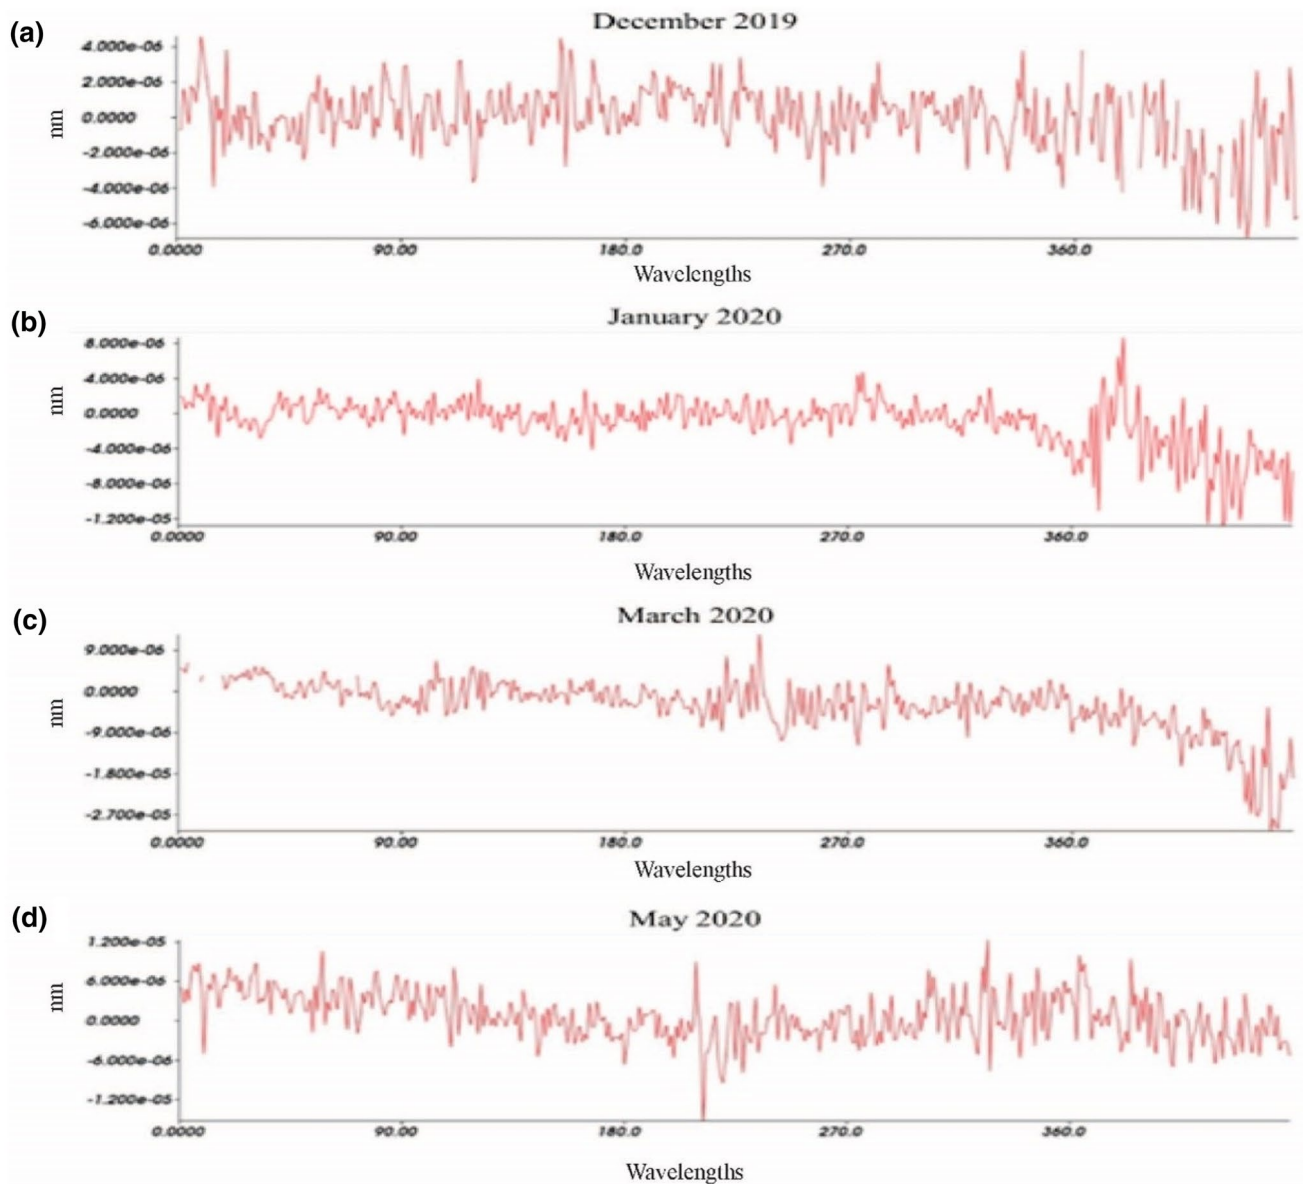 (a)
December 2019
4.000e-06
2.000e-06
0.0000
-2.000e-06
-4.000e-06
-6.000e-06
nm
0.0000 90.00 180.0 270.0 360.0
Wavelengths
(b)
January 2020
8.000e-06
4.000e-06
0.0000
-4.000e-06
-8.000e-06
-1.200e-05
nm
0.0000 90.00 180.0 270.0 360.0
Wavelengths
(c)
March 2020
9.000e-06
0.0000
-9.000e-06
-1.800e-05
-2.700e-05
nm
0.0000 90.00 180.0 270.0 360.0
Wavelengths
(d)
May 2020
1.200e-05
6.000e-06
0.0000
-6.000e-06
-1.200e-05
nm
0.0000 90.00 180.0 270.0 360.0
Wavelengths